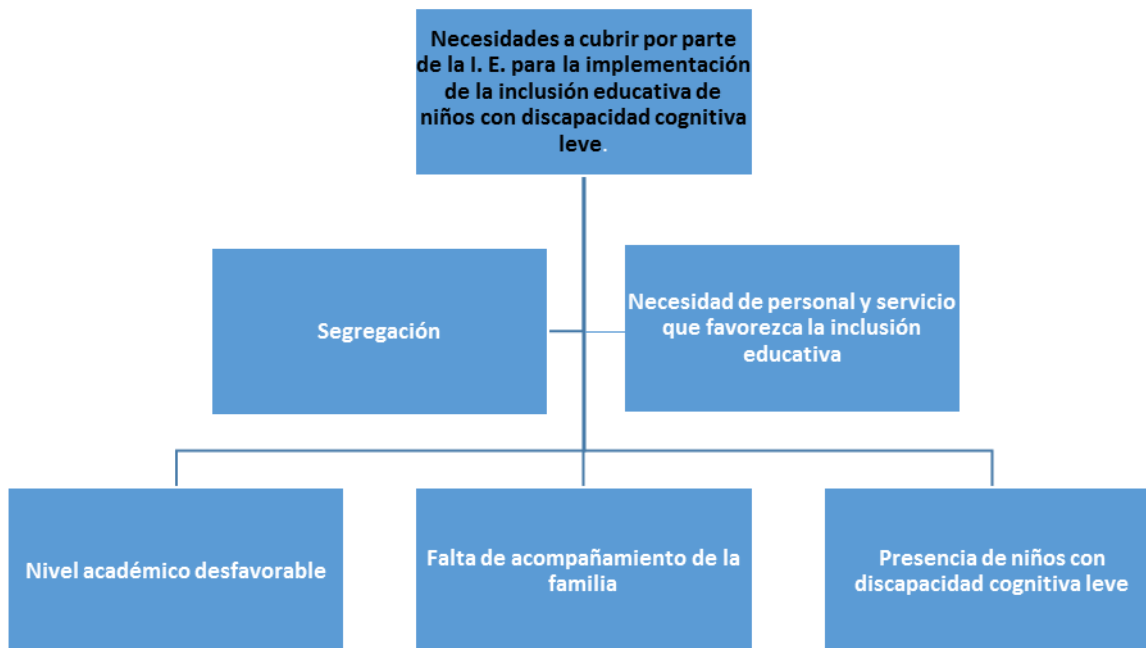 Necesidades a cubrir por parte
de la I. E. para la implementación
de la inclusión educativa de
niños con discapacidad cognitiva
leve.
Segregación
Necesidad de personal y servicio
que favorezca la inclusión
educativa
Nivel académico desfavorable
Falta de acompañamiento de la
familia
Presencia de niños con
discapacidad cognitiva leve